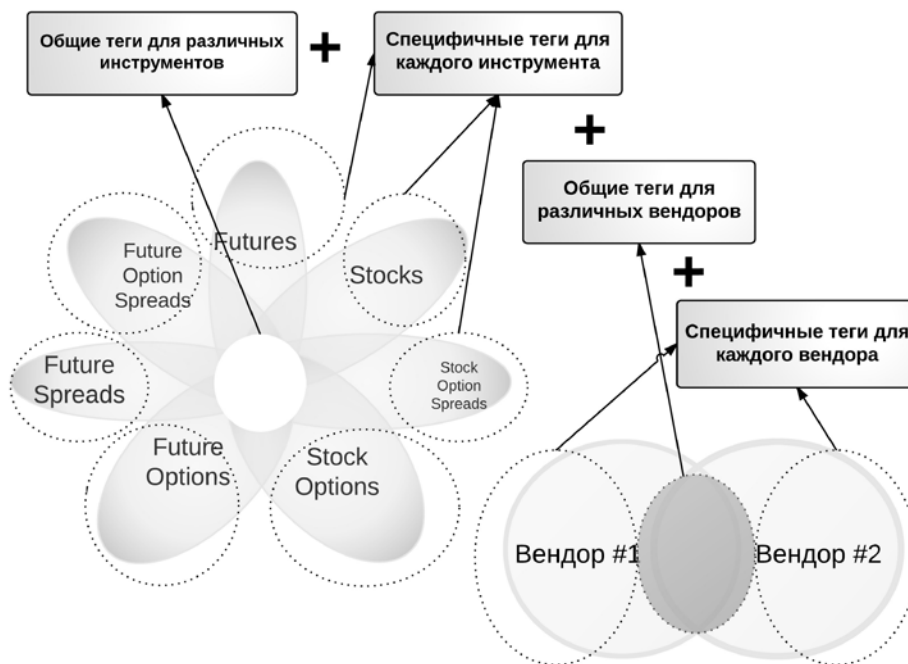 Общие теги для различных
инструментов
+
Специфичные теги для
каждого инструмента
+
Общие теги для
различных вендоров
+
Специфичные теги для
каждого вендора
Futures
Future
Option
Spreads
Stocks
Future
Spreads
Stock
Option
Spreads
Future
Options
Stock
Options
Вендор #1
Вендор #2